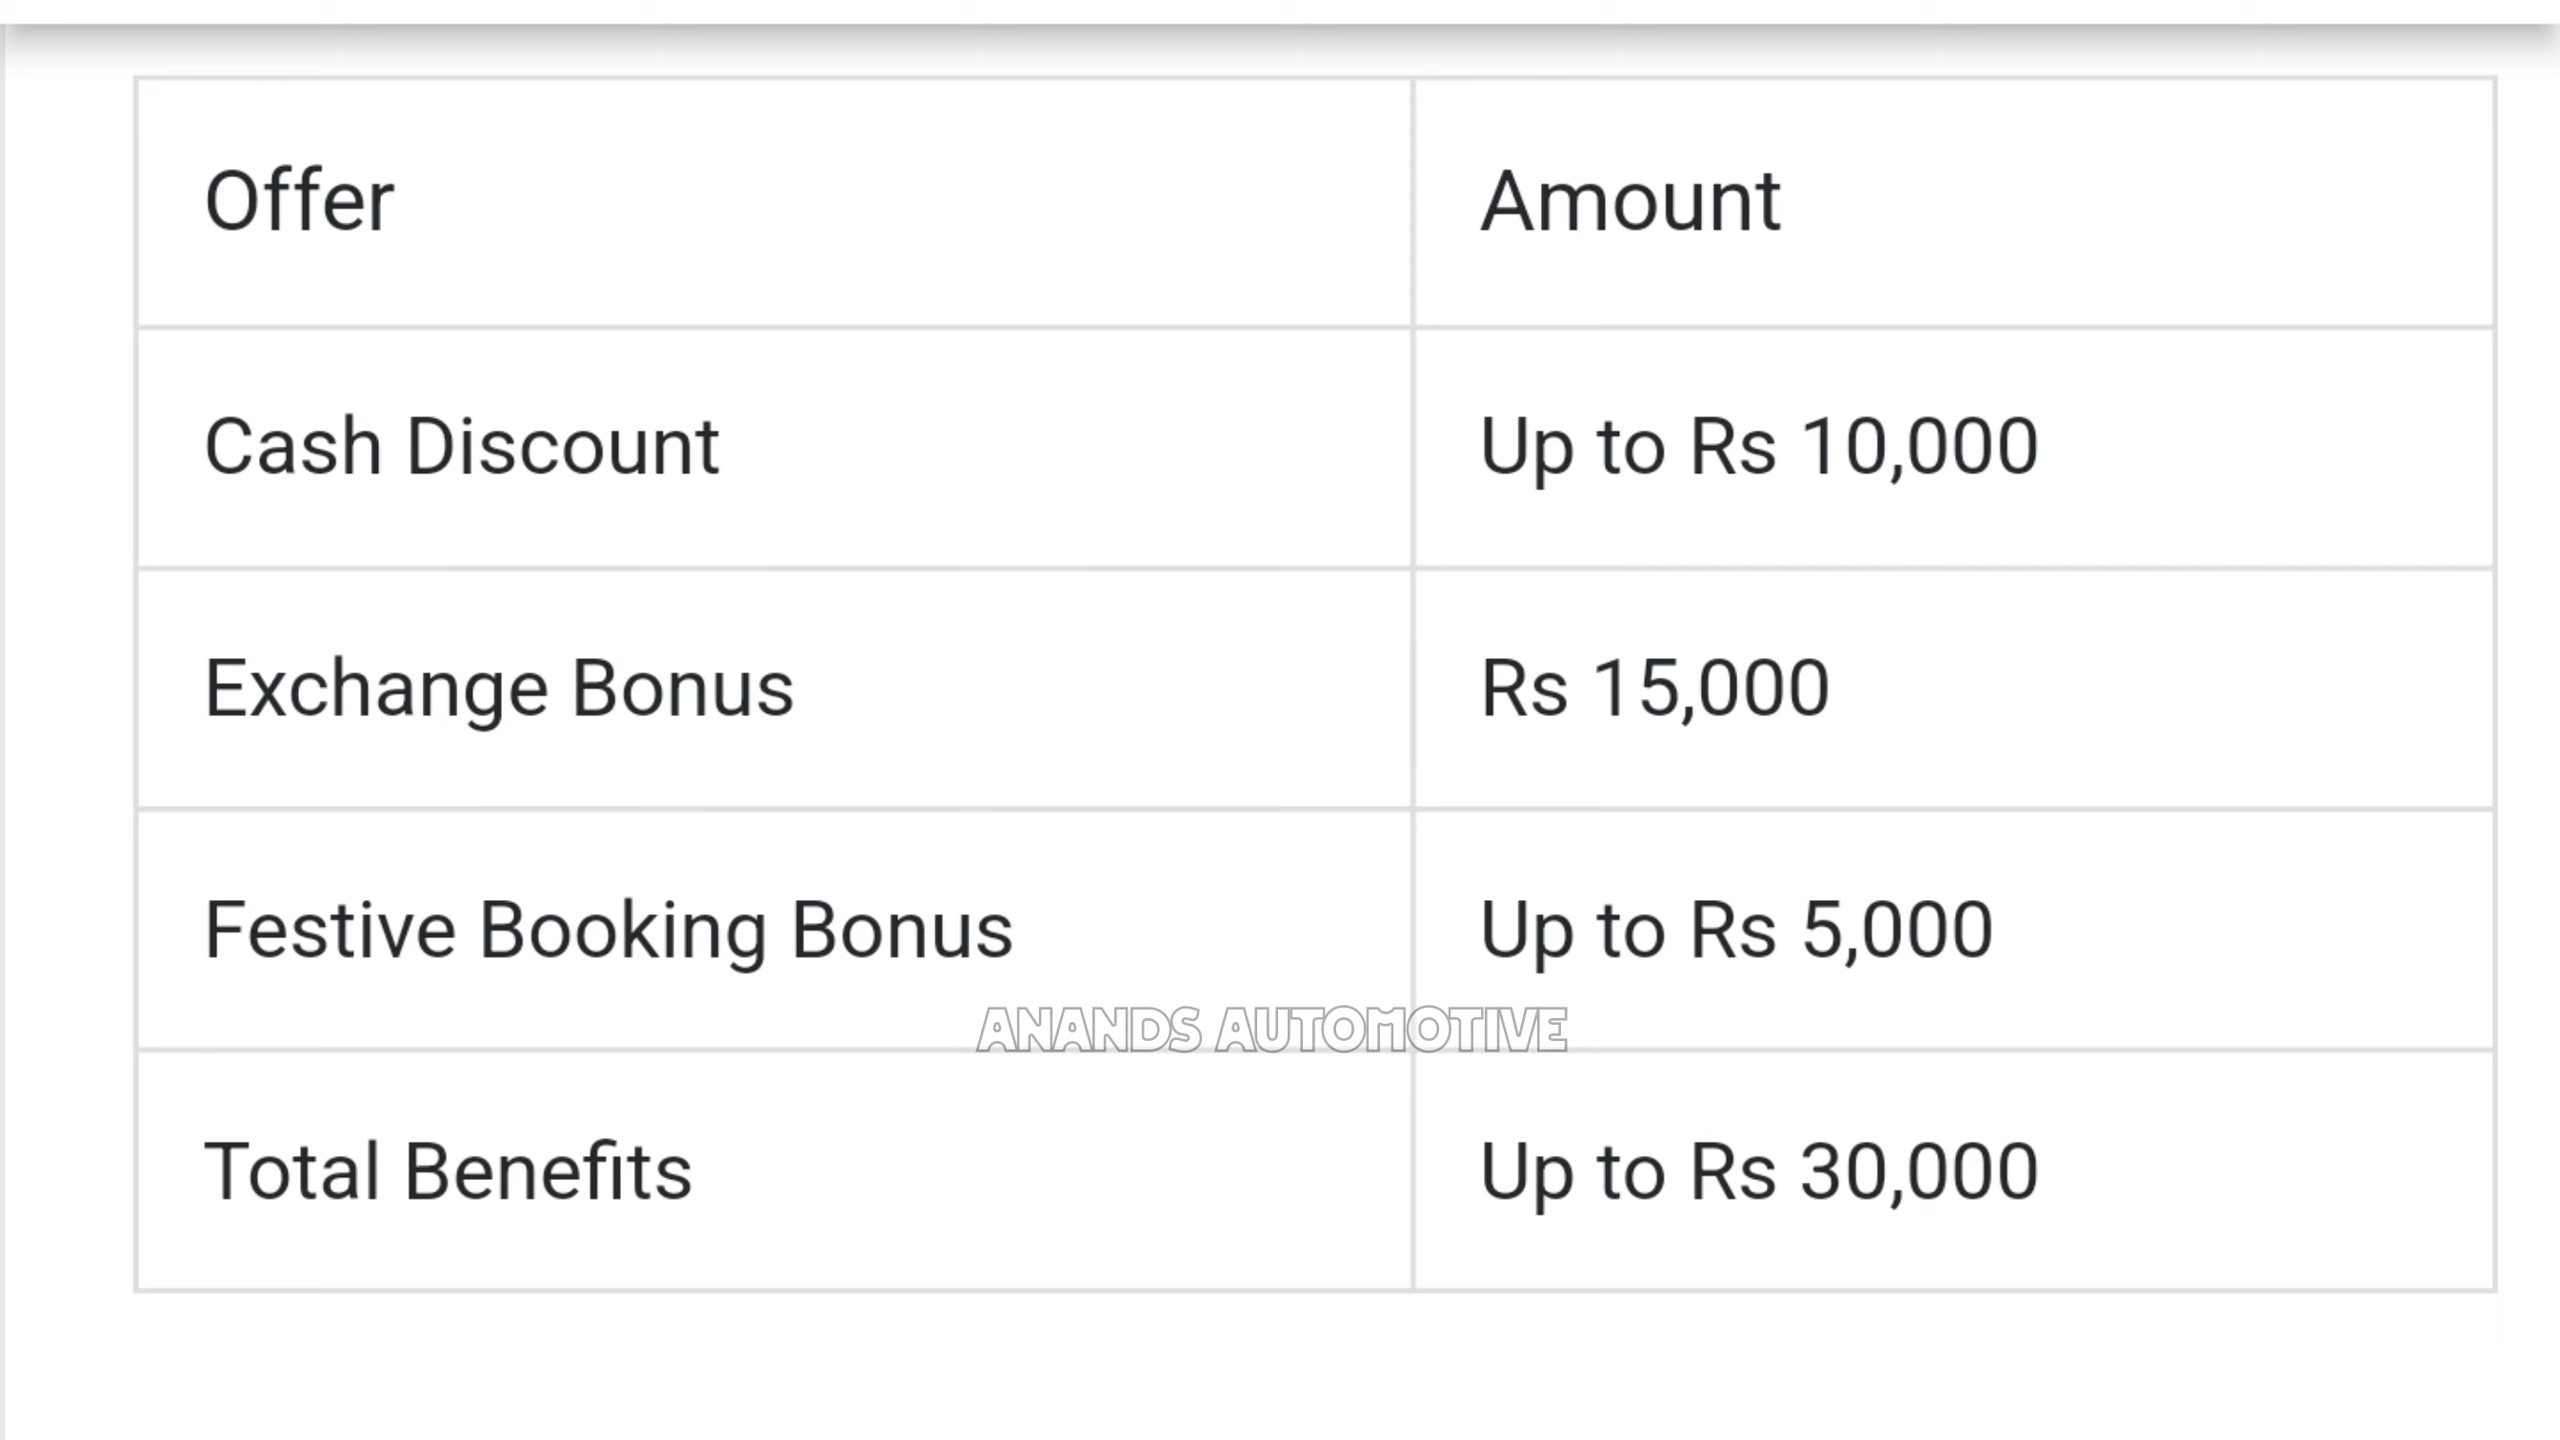 Offer Amount
Cash Discount Up to Rs 10,000
Exchange Bonus Rs 15,000
Festive Booking Bonus Up to Rs 5,000
ANANDS AUTOMOTIVE
Total Benefits Up to Rs 30,000